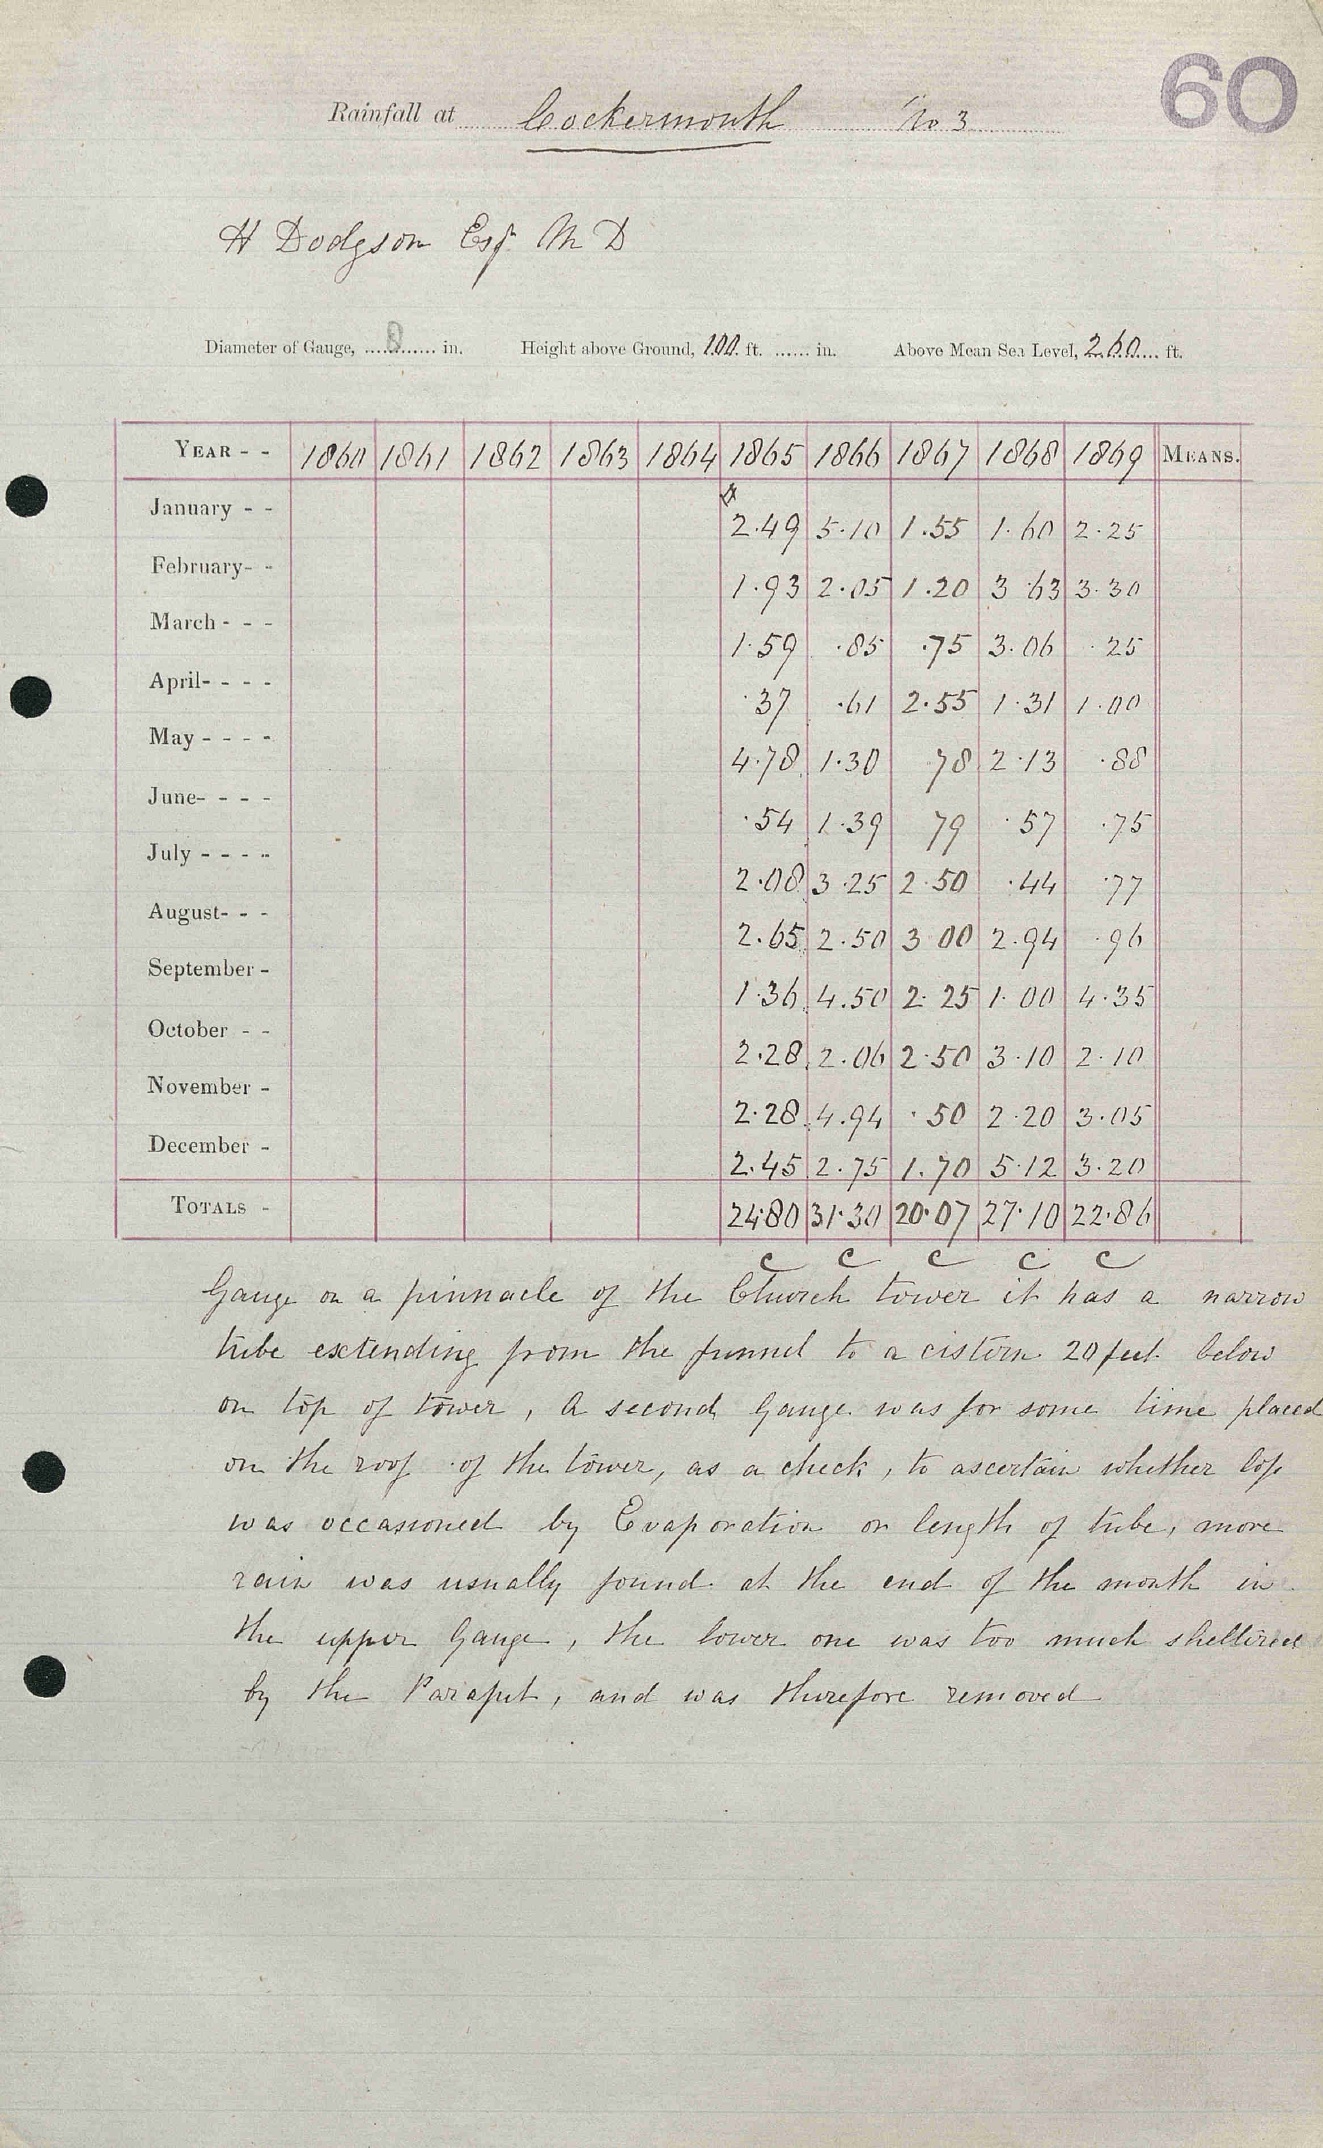 60
Rainfall at Cockermouth No 3
H Dodgson Esqr M D
Diameter of Gauge, 8 in. Height above Ground, 100 ft. ...... in. Above Mean Sea Level, 260 ft.
YEAR - - 1860 1861 1862 1863 1864 1865 1866 1867 1868 1869 MEANS.
January - - 2.49 5.10 1.55 1.60 2.25
February- - 1.93 2.05 1.20 3 63 3.30
March - - - 1.59 .85 .75 3.06 .25
April- - - - .37 .61 2.55 1.31 1.00
May - - - - 4.78 1.30 .78 2.13 .88
June- - - - .54 1.39 79 .57 .75
July - - - - 2.08 3.25 2.50 .44 .77
August- - - 2.65 2.50 3 00 2.94 .96
September - 1.36 4.50 2.25 1.00 4.35
October - - 2.28 2.06 2.50 3.10 2.10
November - 2.28 4.94 .50 2.20 3.05
December - 2.45 2.75 1.70 5.12 3.20
TOTALS - 24.80 31.30 20.07 27.10 22.86
c c c c c
Gauge on a pinnacle of the Church tower it has a narrow
tube extending from the funnel to a cistern 20 feet below
on top of tower, A second Gauge was for some time placed
on the roof of the tower, as a check, to ascertain whether loss
was occasioned by Evaporation or length of tube, more
rain was usually found at the end of the month in
the upper Gauge, the lower one was too much sheltered
by the Parapet, and was therefore removed